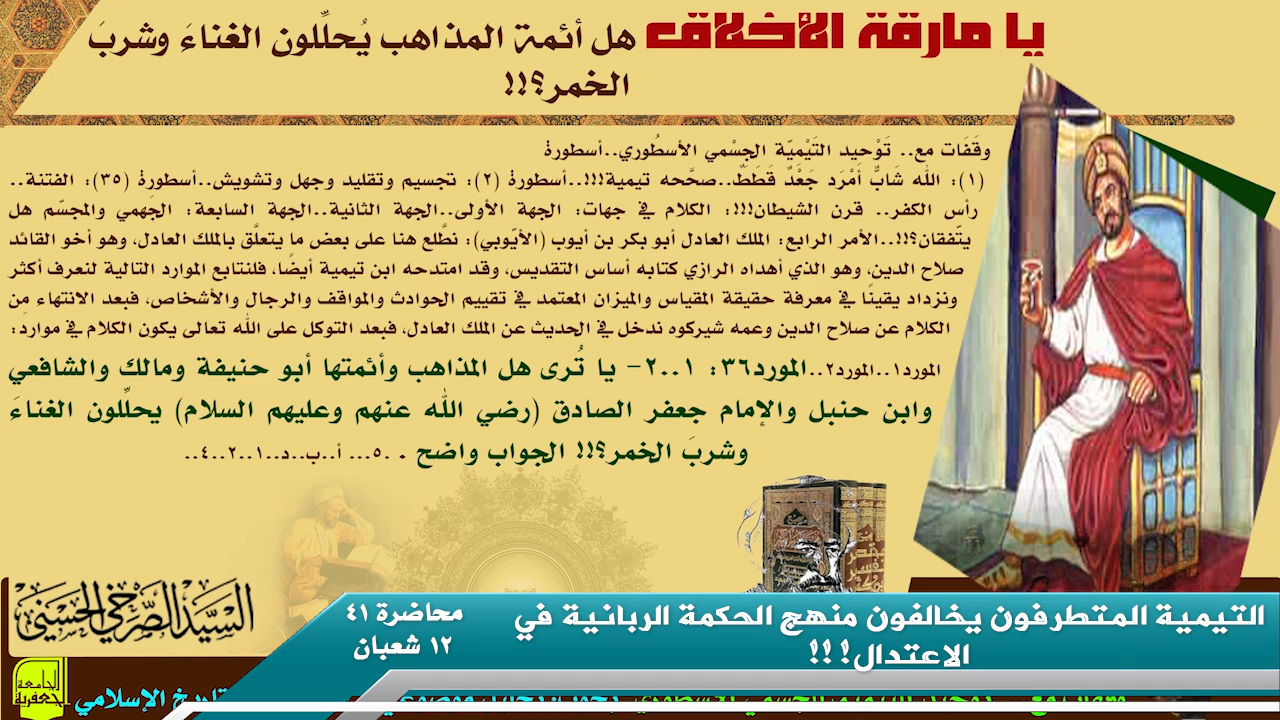 يا مارقة الأخلاق هل أئمة المذاهب يُحلِّلون الغناءَ وشربَ
الخمر؟!!
وَقَفَات مع.. تَوْحيد التَيْميّة الجِسْمي الأسطُوري..أسطورة
(١): الله شَابٌّ أَمْرَد جَعْدٌ قَطَطٌ..صحَّحه تيمية!!!..أسطورة (٢): تجسيم وتقليد وجهل وتشويش..أسطورة (٣٥): الفتنة..
رأس الكفر.. قرن الشيطان!!!: الكلام في جهات: الجهة الأولى..الجهة الثانية..الجهة السابعة: الجَهمي والمجسّم هل
يتّفقان؟!!..الأمر الرابع: الملك العادل أبو بكر بن أيوب (الأيّوبي): نطَّلع هنا على بعض ما يتعلَّق بالملك العادل، وهو أخو القائد
صلاح الدين، وهو الذي أهداه الرازي كتابه أساس التقديس، وقد امتدحه ابن تيمية أيضًا، فلنتابع الموارد التالية لنعرف أكثر
ونزداد يقينًا في معرفة حقيقة المقياس والميزان المعتمد في تقييم الحوادث والمواقف والرجال والأشخاص، فبعد الانتهاءِ مِن
الكلام عن صلاح الدين وعمه شيركوه ندخل في الحديث عن الملك العادل، فبعد التوكل على الله تعالى يكون الكلام في مواردَ:
المورد١..المورد٢..المورد٣٦: ١..٢- يا تُرى هل المذاهب وأئمتها أبو حنيفة ومالك والشافعي
وابن حنبل والإمام جعفر الصادق (رضي الله عنهم وعليهم السلام) يحلِّلون الغناءَ
وشربَ الخمر؟!! الجواب واضح . ٥... أ..ب..د..١..٢..٤..
السيد الصرخي الحسني
التيمية المتطرفون يخالفون منهج الحكمة الربانية في
الاعتدال! !!
محاضرة ٤١
١٢ شعبان
الجامعة
الجعفرية